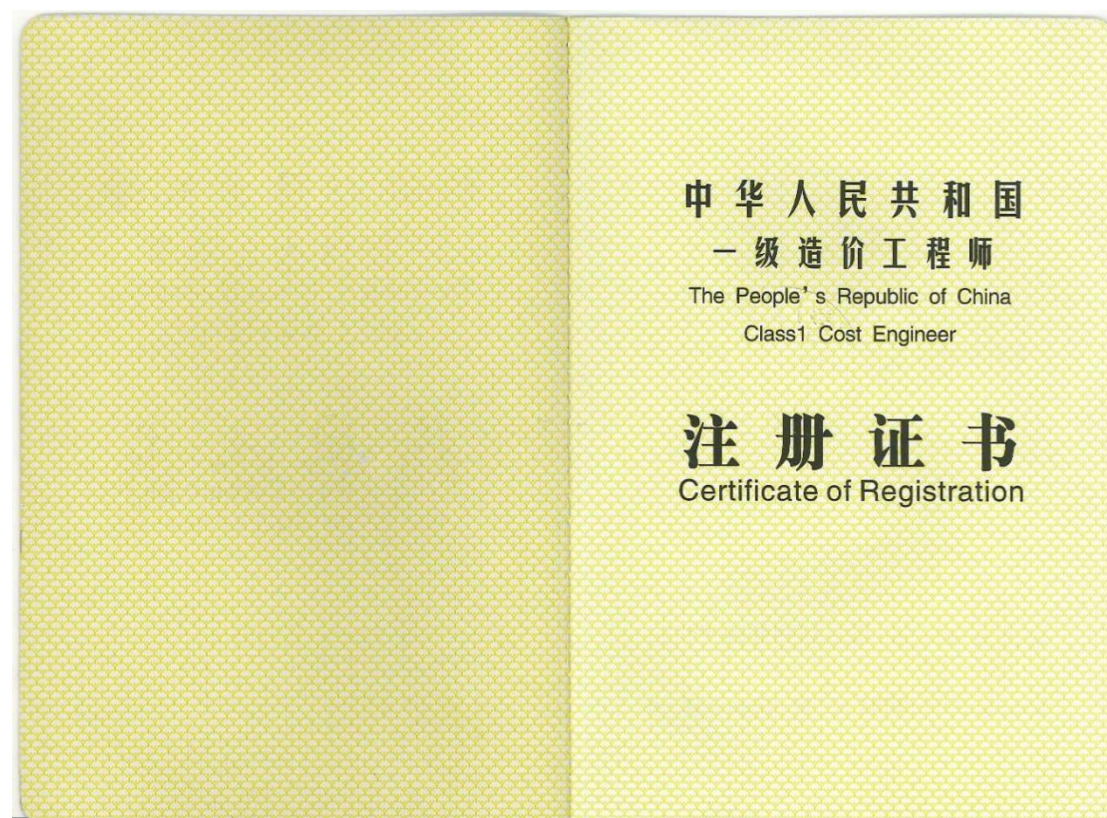 中华人民共和国
一级造价工程师
The People's Republic of China
Class1 Cost Engineer
注册证书
Certificate of Registration